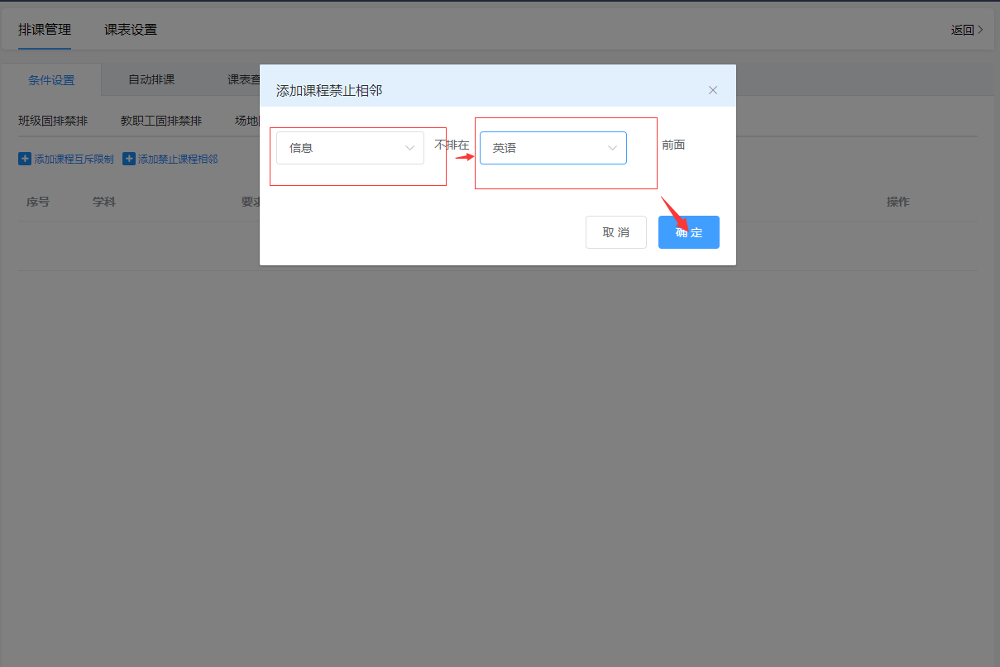 排课管理 课表设置 返回
条件设置 自动排课 课表查
添加课程禁止相邻
班级固排禁排 教职工固排禁排 场地
信息 不排在 英语 前面
添加课程互斥限制 添加禁止课程相邻
序号 学科 要求 操作
取 消 确 定